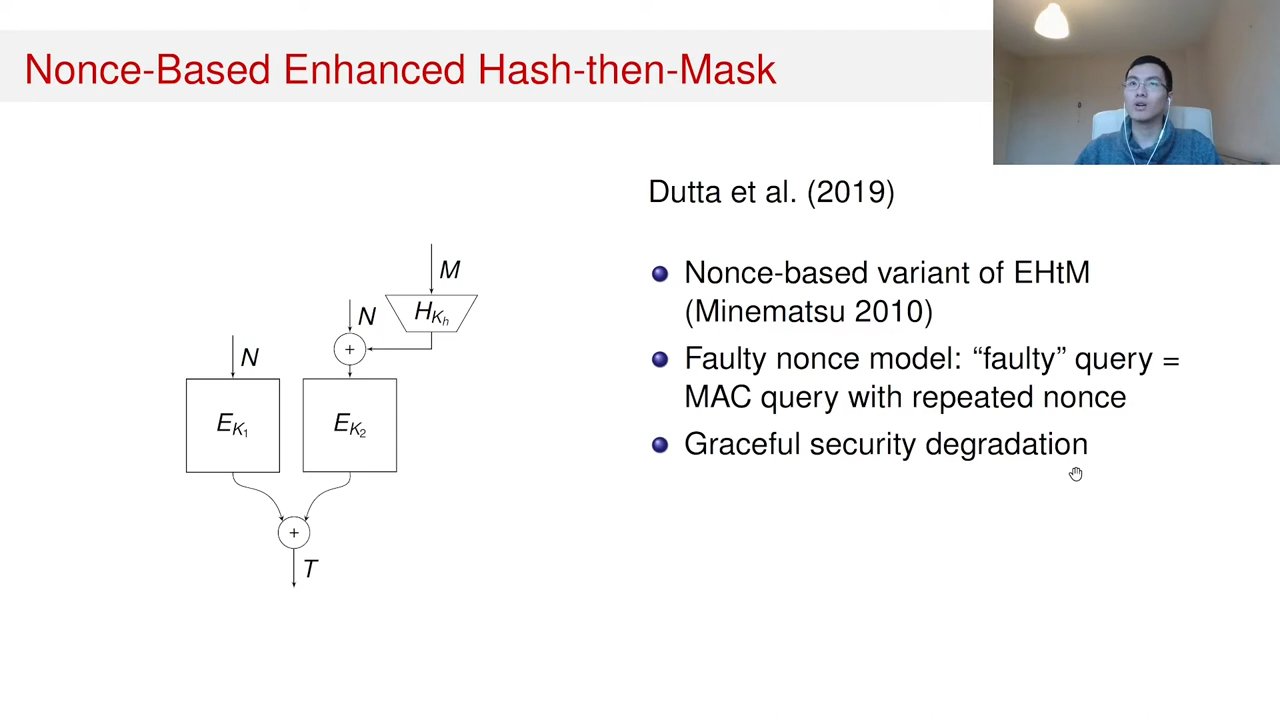 Nonce-Based Enhanced Hash-then-Mask
Dutta et al. (2019)
Nonce-based variant of EHtM
(Minematsu 2010)
Faulty nonce model: “faulty” query =
MAC query with repeated nonce
Graceful security degradation
M
N
H_{K_h}
+
N
E_{K_1}
E_{K_2}
+
T